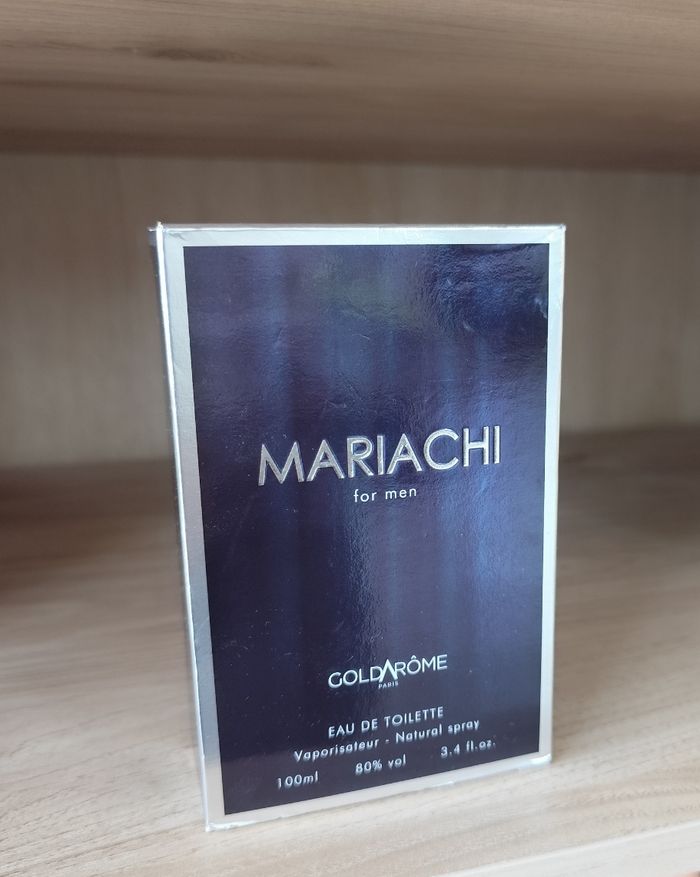 MARIACHI
for men
GOLDARÔME
PARIS
EAU DE TOILETTE
Vaporisateur - Natural spray
100ml 80% vol 3.4 fl.oz.